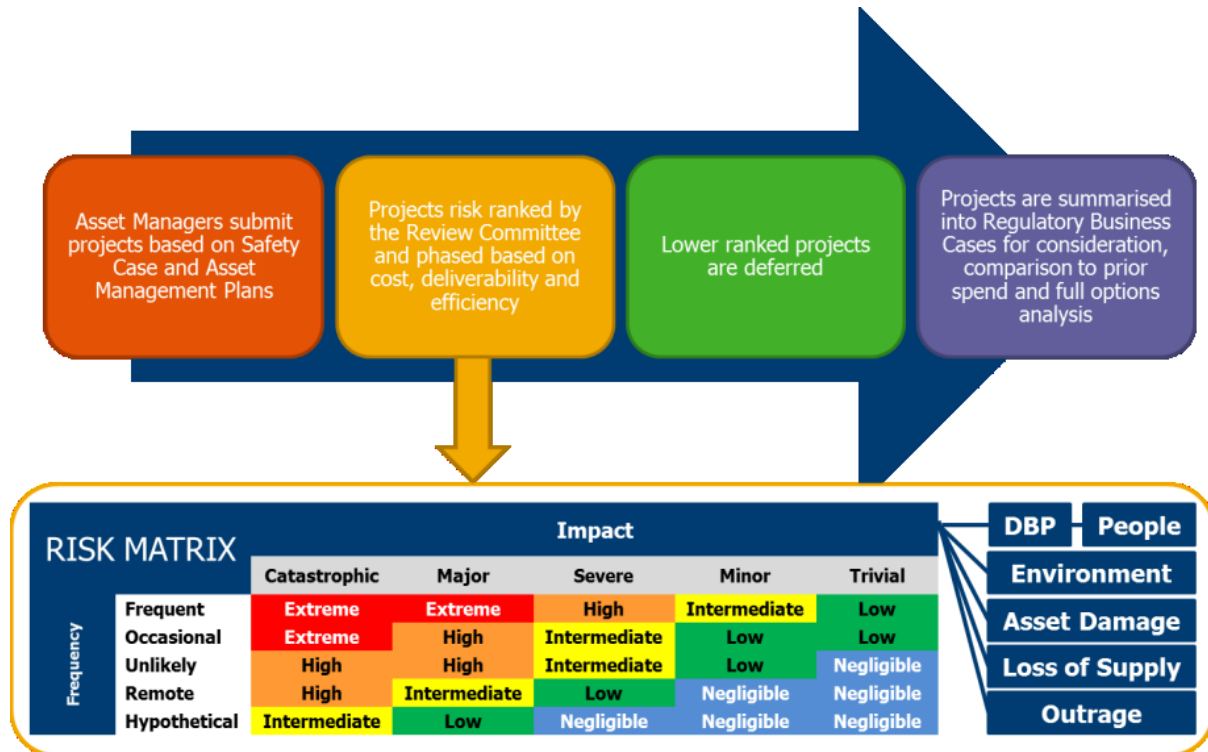 Asset Managers submit
projects based on Safety
Case and Asset
Management Plans
Projects risk ranked by
the Review Committee
and phased based on
cost, deliverability and
efficiency
Lower ranked projects
are deferred
Projects are summarised
into Regulatory Business
Cases for consideration,
comparison to prior
spend and full options
analysis
RISK MATRIX
Impact
Catastrophic Major Severe Minor Trivial
Frequency
Frequent Extreme Extreme High Intermediate Low
Occasional Extreme High Intermediate Low Low
Unlikely High High Intermediate Low Negligible
Remote High Intermediate Low Negligible Negligible
Hypothetical Intermediate Low Negligible Negligible Negligible
DBP People
Environment
Asset Damage
Loss of Supply
Outrage